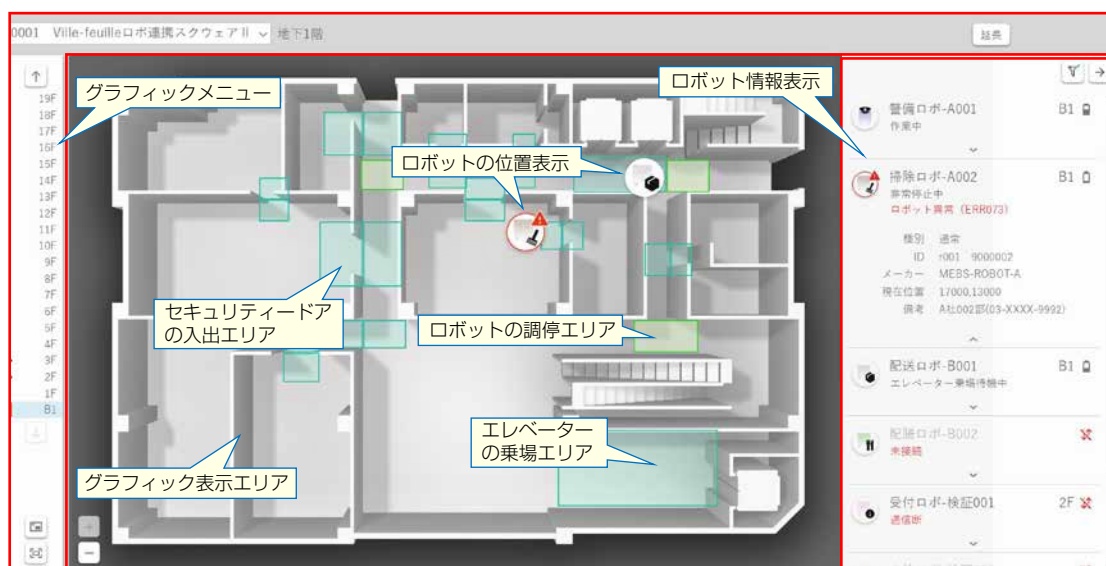 0001 Ville-feuilleロボ連携スクウェアⅡ 地下1階
延長
グラフィックメニュー
ロボット情報表示
ロボットの位置表示
セキュリティードア
の入出エリア
ロボットの調停エリア
エレベーター
の乗場エリア
グラフィック表示エリア
19F
18F
17F
16F
15F
14F
13F
12F
11F
10F
9F
8F
7F
6F
5F
4F
3F
2F
1F
B1
警備ロボ-A001 B1
作業中
掃除ロボ-A002 B1
非常停止中
ロボット異常 (ERR073)
種別 通常
ID r001 9000002
メーカー MEBS-ROBOT-A
現在位置 17000,13000
備考 A社002部(03-XXXX-9992)
配送ロボ-B001 B1
エレベーター乗場待機中
配膳ロボ-B002
未接続
受付ロボ-検証001 2F
通信断